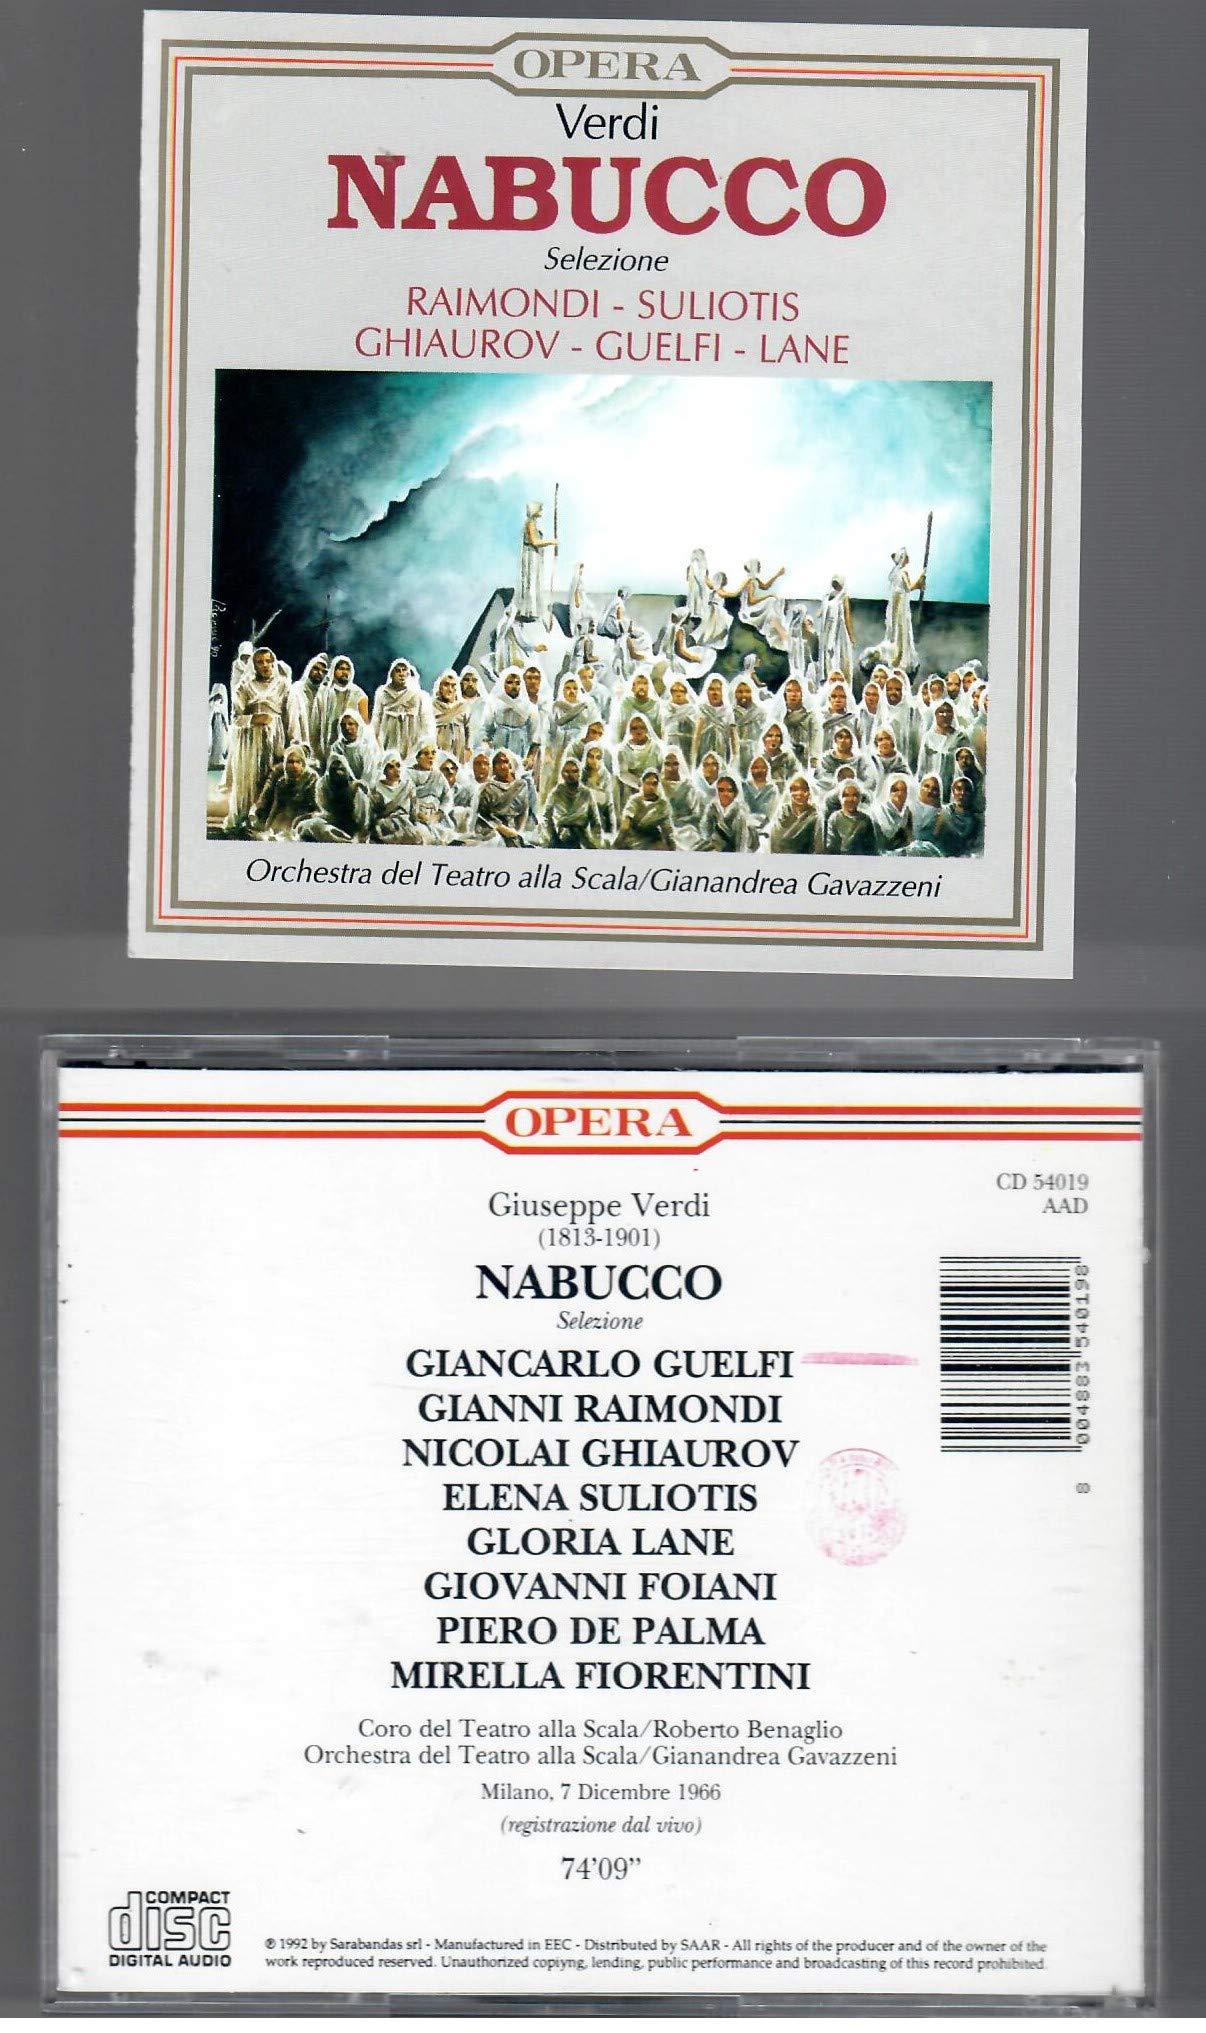 OPERA
Verdi
NABUCCO
Selezione
RAIMONDI - SULIOTIS
GHIAUROV - GUELFI - LANE
Orchestra del Teatro alla Scala/Gianandrea Gavazzeni
OPERA
CD 54019
AAD
Giuseppe Verdi
(1813-1901)
NABUCCO
Selezione
GIANCARLO GUELFI
GIANNI RAIMONDI
NICOLAI GHIAUROV
ELENA SULIOTIS
GLORIA LANE
GIOVANNI FOIANI
PIERO DE PALMA
MIRELLA FIORENTINI
004883 540198
8
Coro del Teatro alla Scala/Roberto Benaglio
Orchestra del Teatro alla Scala/Gianandrea Gavazzeni
Milano, 7 Dicembre 1966
(registrazione dal vivo)
74'09”
COMPACT
disc
DIGITAL AUDIO
℗ 1992 by Sarabandas srl - Manufactured in EEC - Distributed by SAAR - All rights of the producer and of the owner of the
work reproduced reserved. Unauthorized copiyng, lending, public performance and broadcasting of this record prohibited.